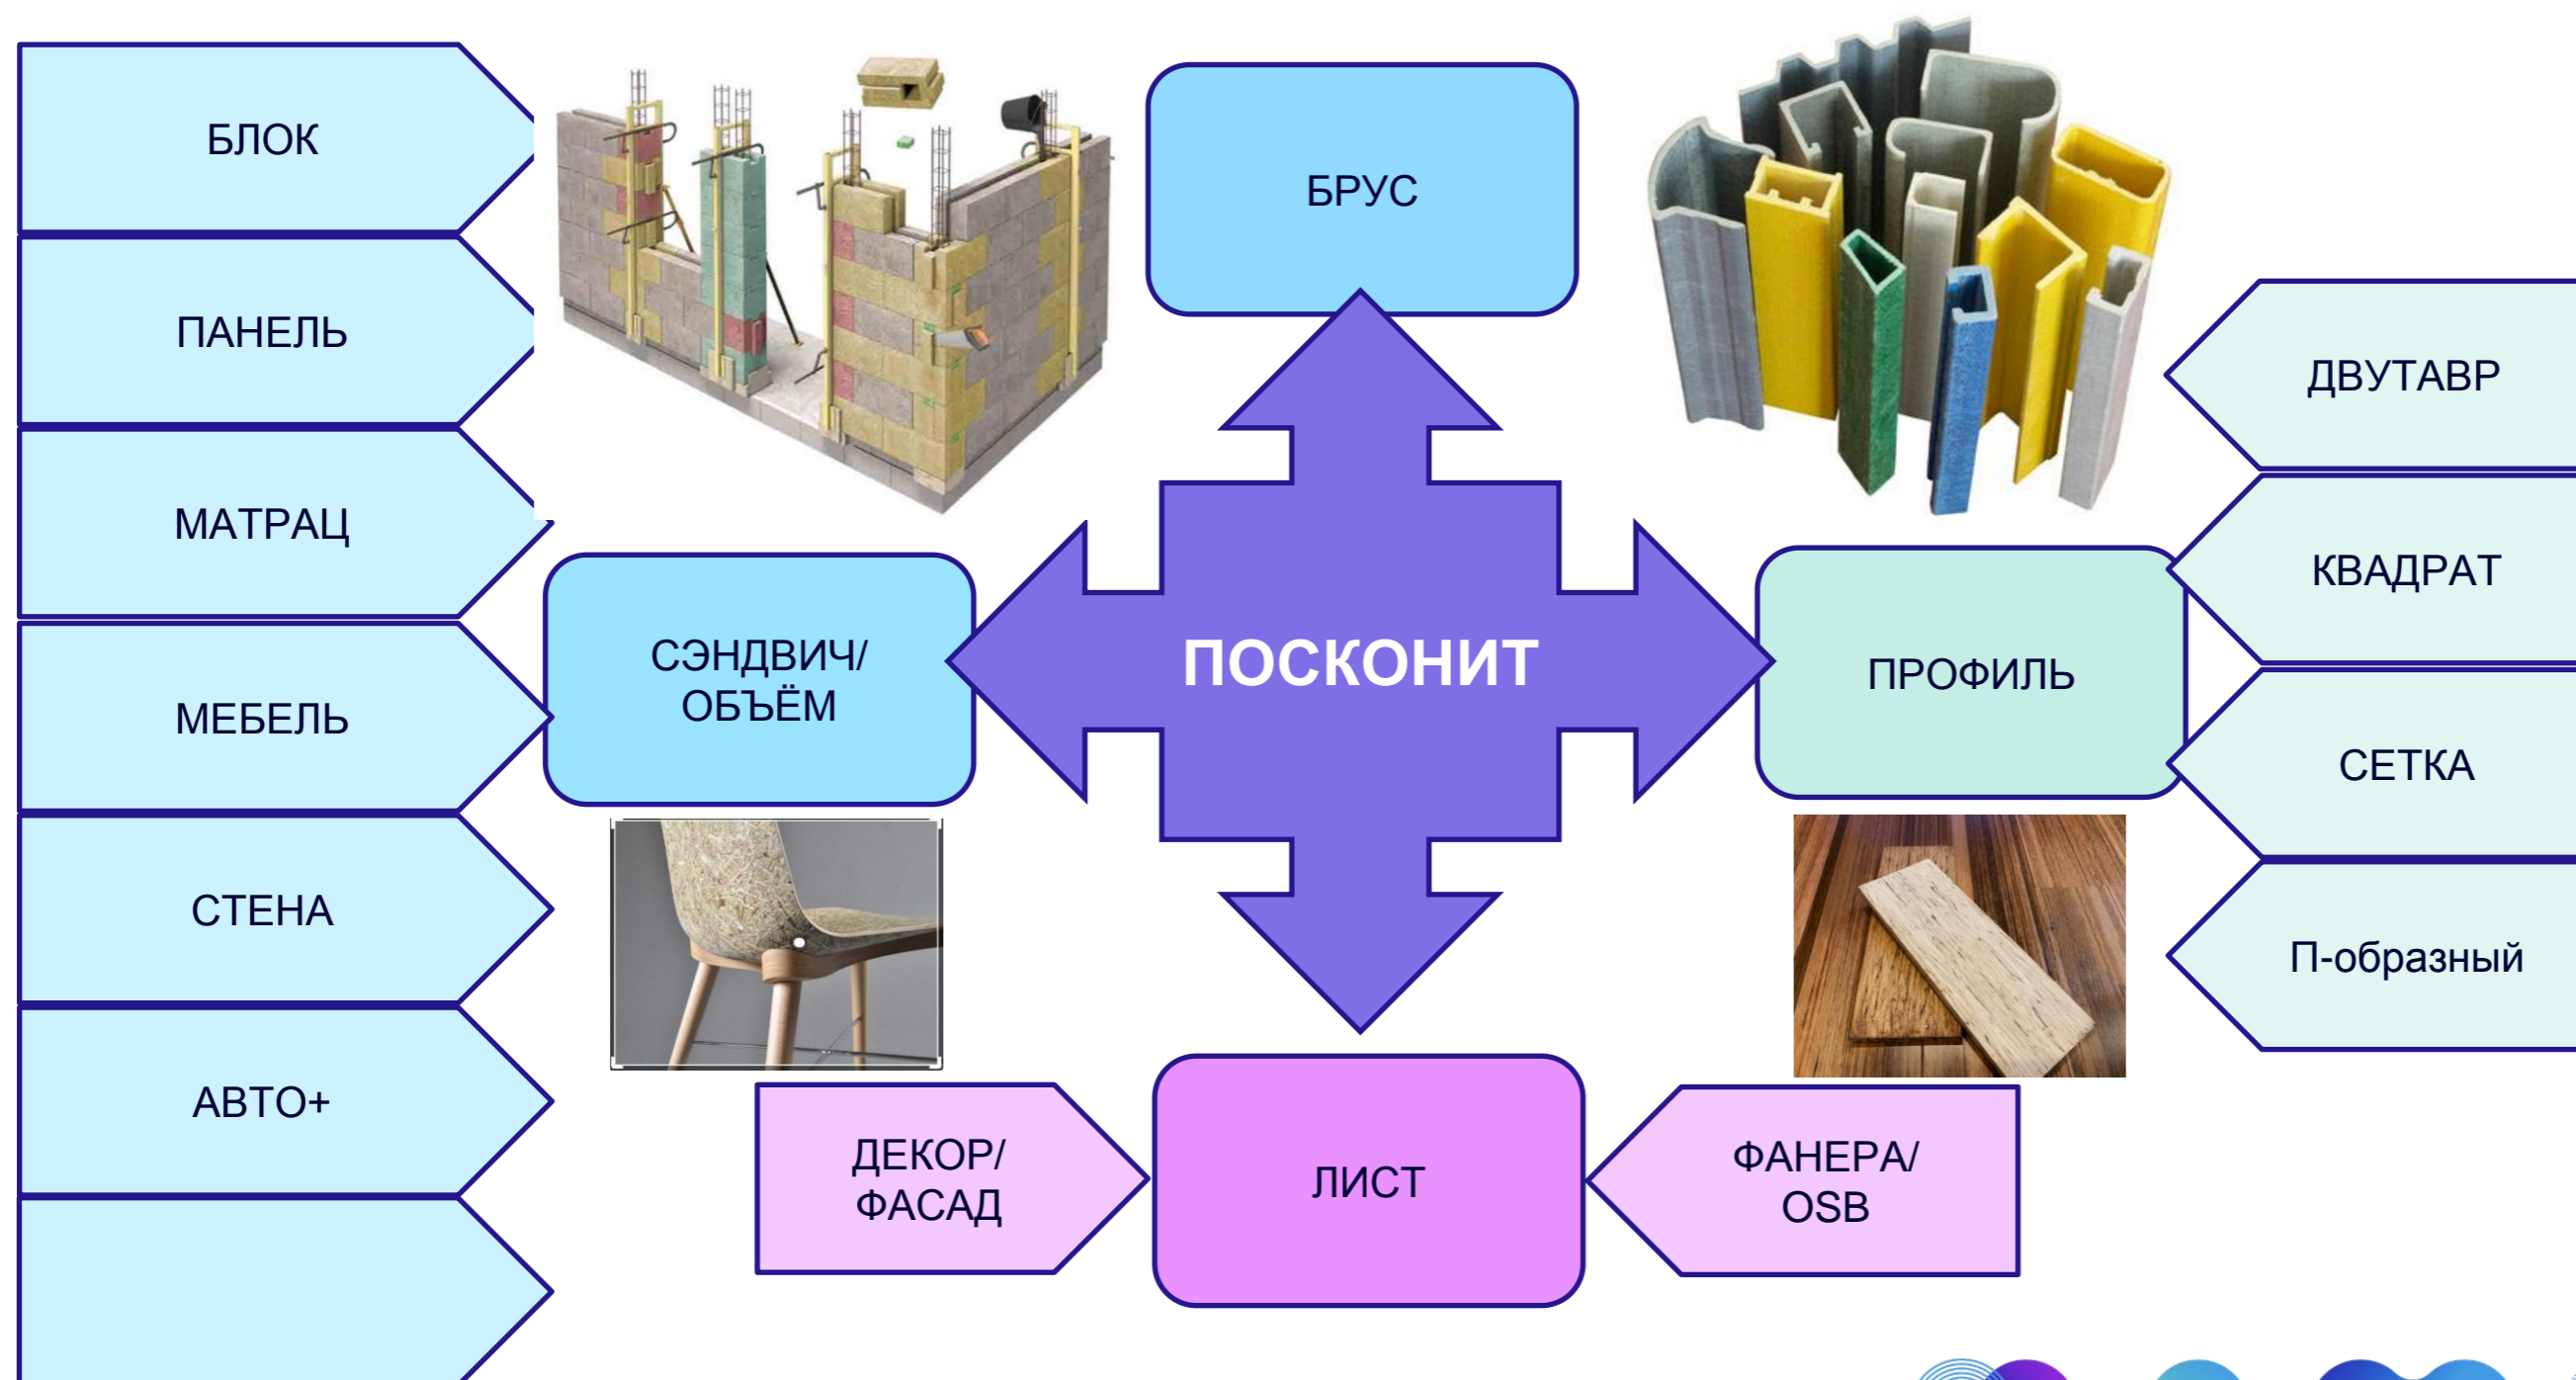 БЛОК
ПАНЕЛЬ
МАТРАЦ
МЕБЕЛЬ
СТЕНА
АВТО+
БРУС
СЭНДВИЧ/
ОБЪЁМ
ПОСКОНИТ
ПРОФИЛЬ
ДЕКОР/
ФАСАД
ЛИСТ
ФАНЕРА/
OSB
ДВУТАВР
КВАДРАТ
СЕТКА
П-образный